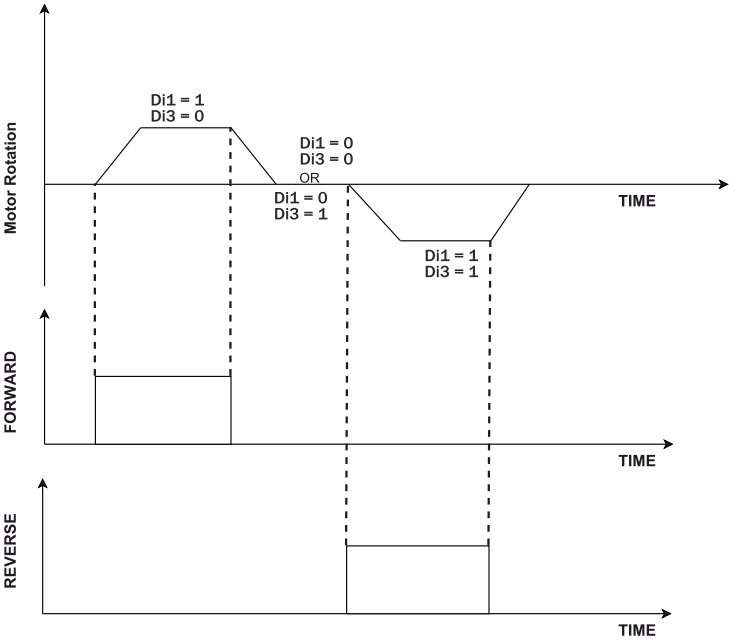 Motor Rotation
Di1 = 1
Di3 = 0
Di1 = 0
Di3 = 0
OR
Di1 = 0
Di3 = 1
TIME
Di1 = 1
Di3 = 1
FORWARD
TIME
REVERSE
TIME